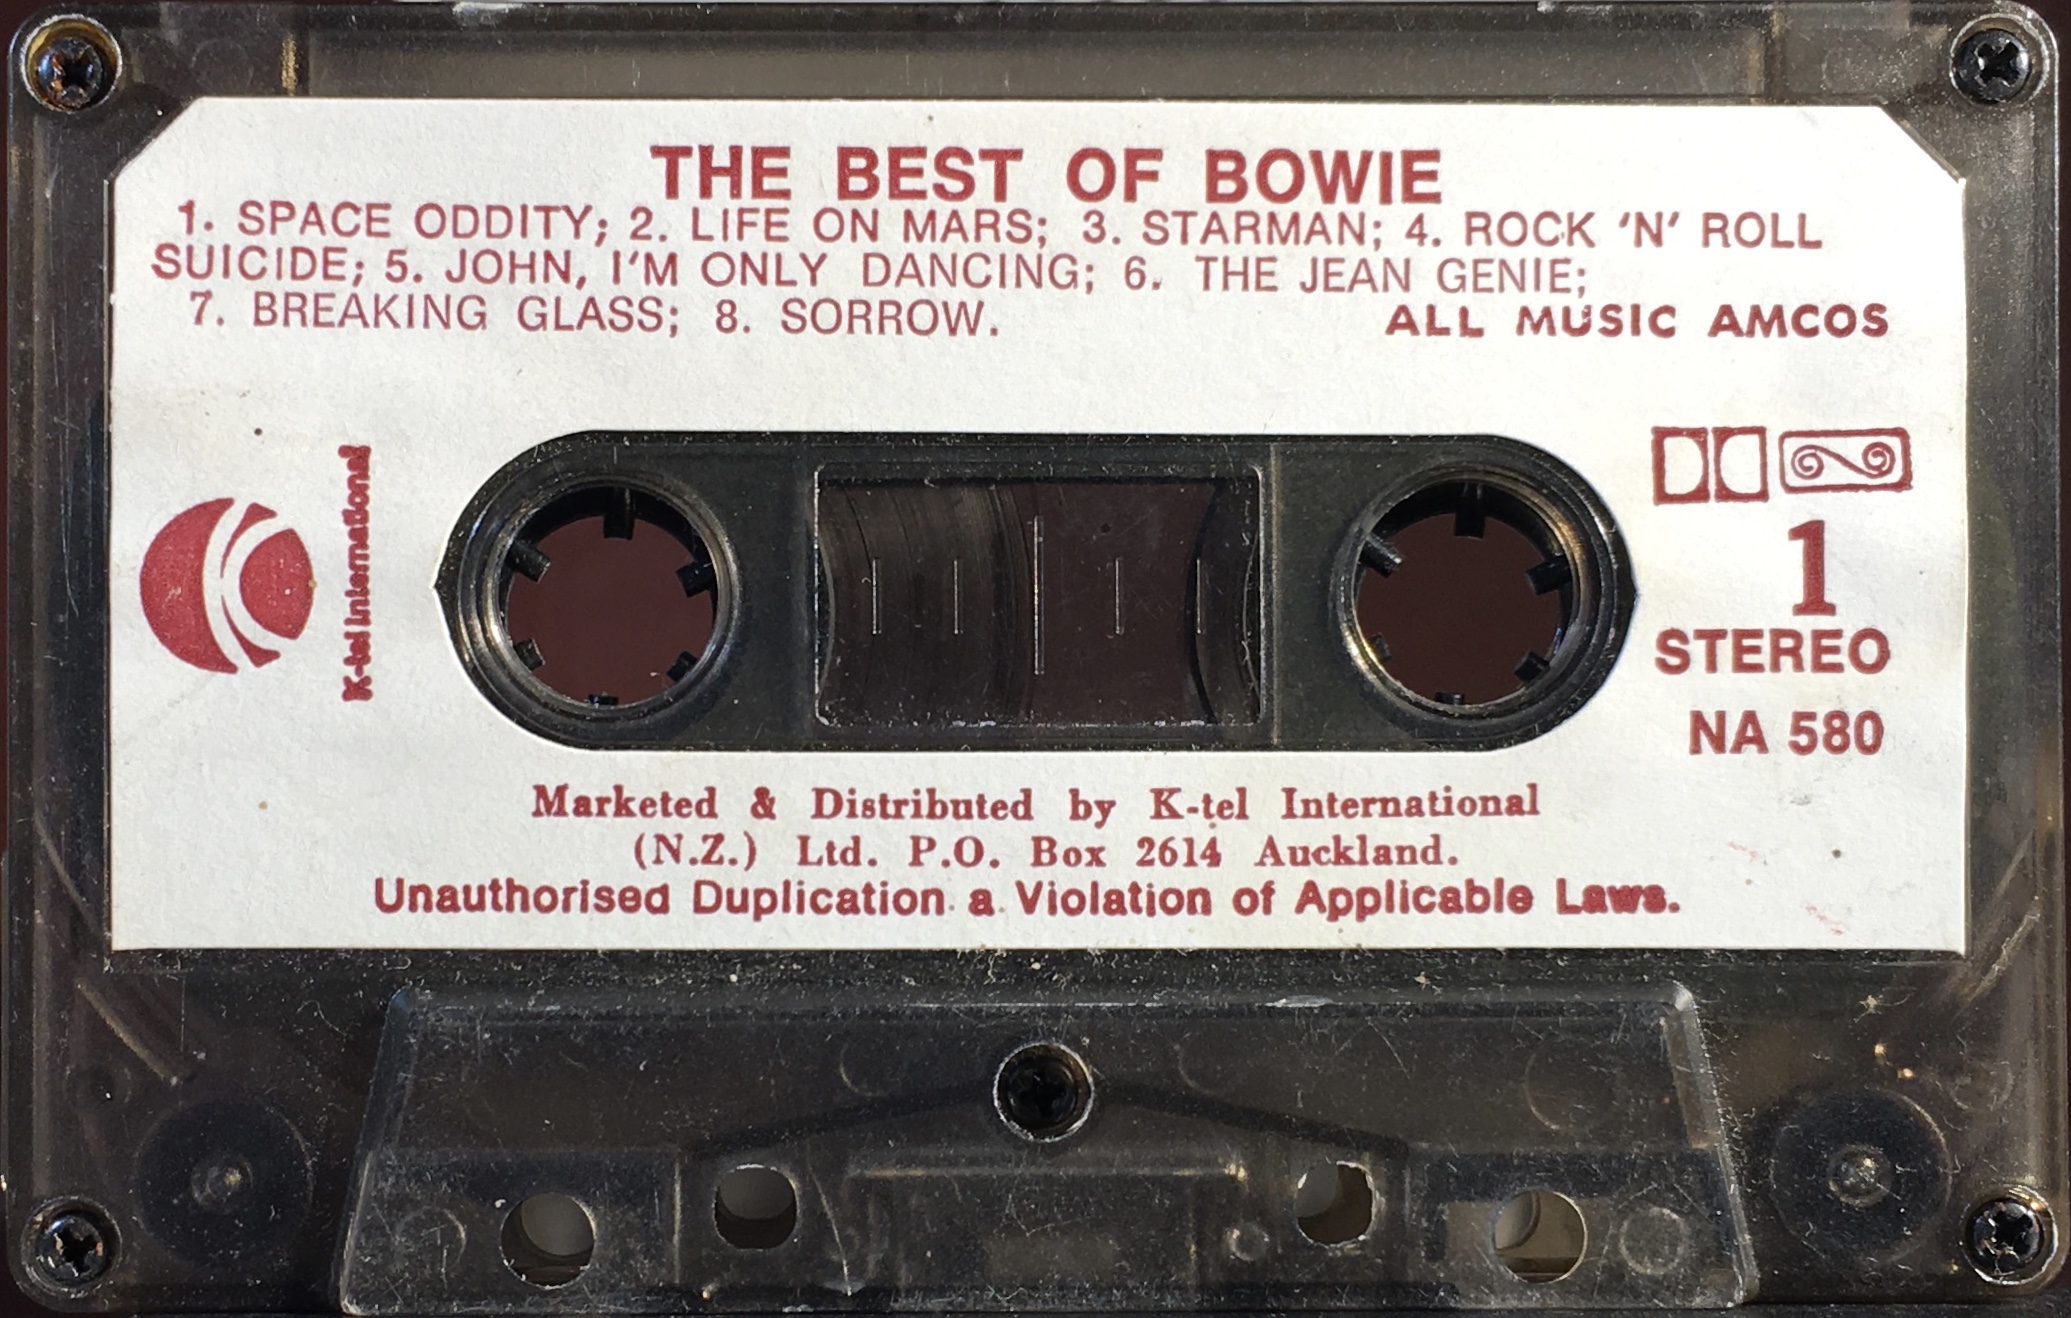 THE BEST OF BOWIE
1. SPACE ODDITY; 2. LIFE ON MARS; 3. STARMAN; 4. ROCK 'N' ROLL
SUICIDE; 5. JOHN, I'M ONLY DANCING; 6. THE JEAN GENIE;
7. BREAKING GLASS; 8. SORROW.
ALL MUSIC AMCOS
K-tel International
1
STEREO
NA 580
Marketed & Distributed by K-tel International
(N.Z.) Ltd. P.O. Box 2614 Auckland.
Unauthorised Duplication a Violation of Applicable Laws.